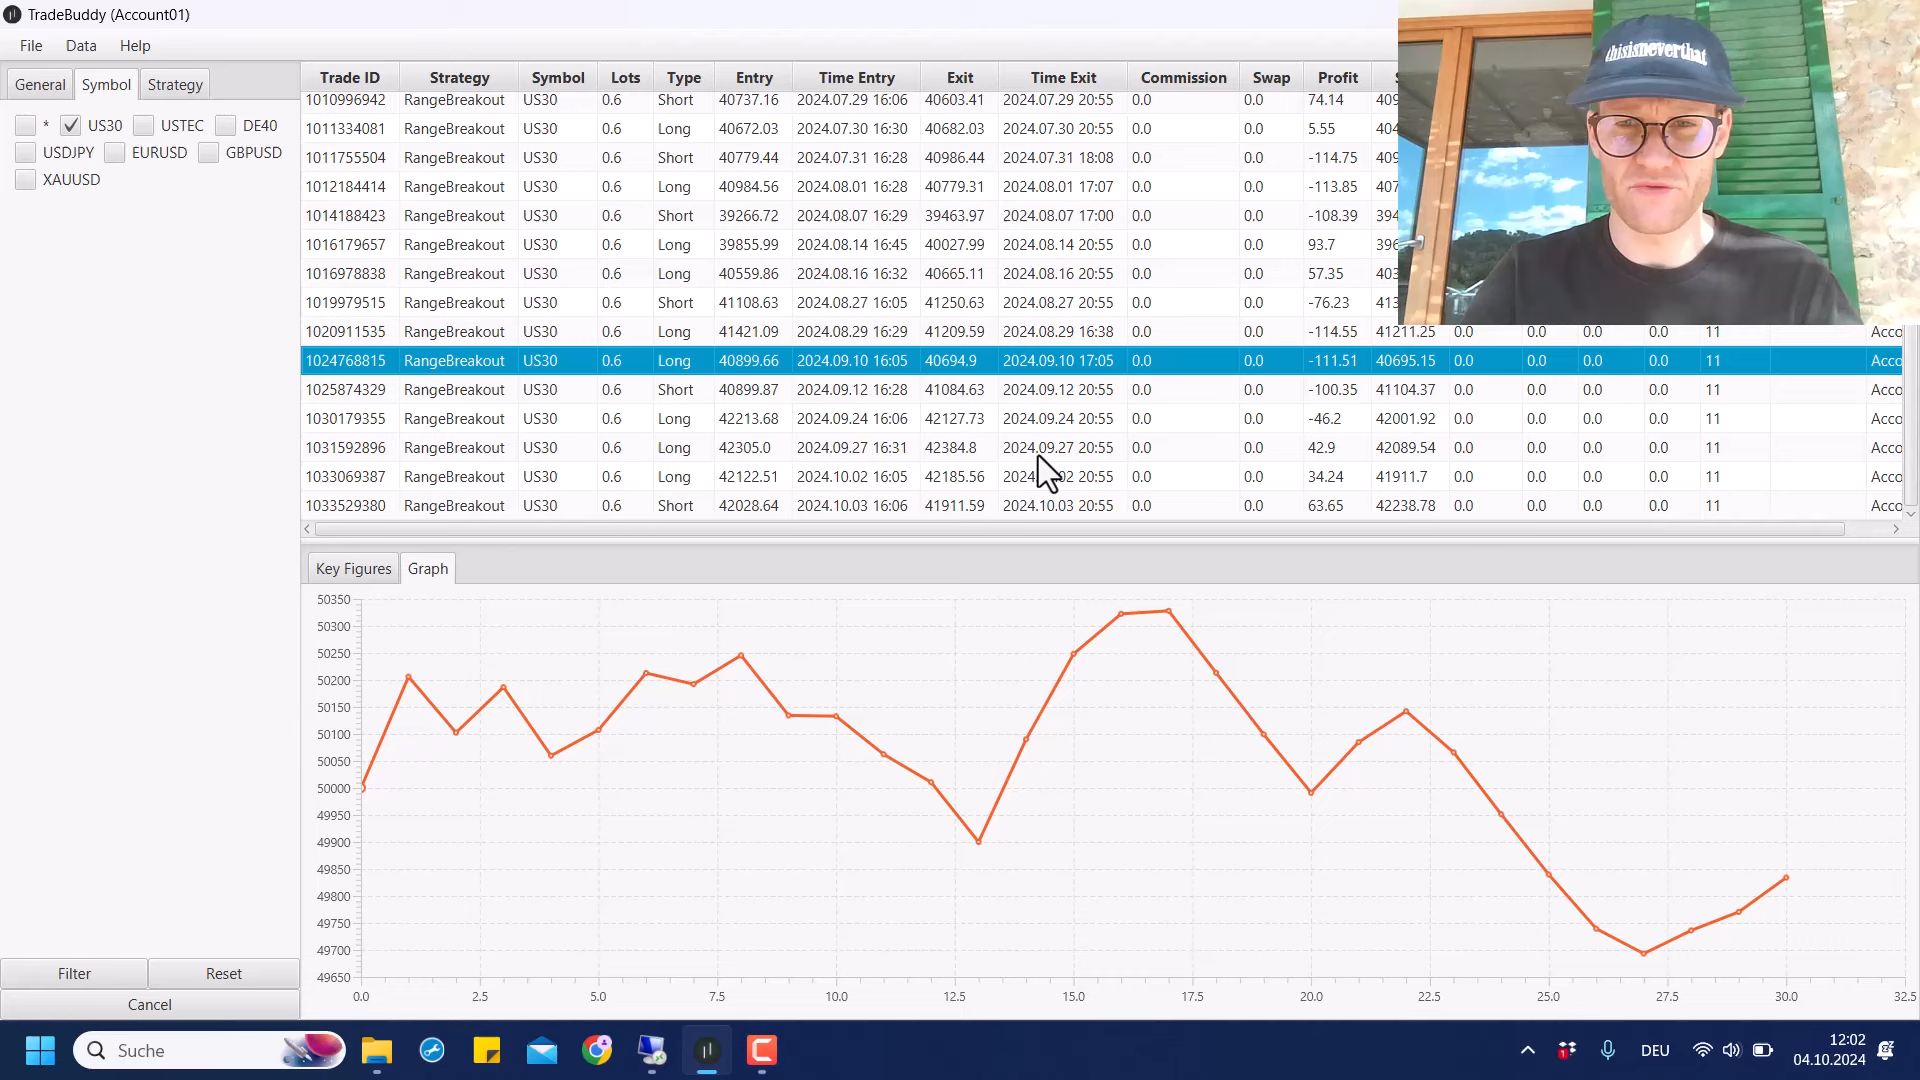 TradeBuddy (Account01)
File Data Help
General Symbol Strategy
* US30 USTEC DE40
USDJPY EURUSD GBPUSD
XAUUSD
Filter Reset
Cancel
Trade ID Strategy Symbol Lots Type Entry Time Entry Exit Time Exit Commission Swap Profit
1010996942 RangeBreakout US30 0.6 Short 40737.16 2024.07.29 16:06 40603.41 2024.07.29 20:55 0.0 0.0 74.14
1011334081 RangeBreakout US30 0.6 Long 40672.03 2024.07.30 16:30 40682.03 2024.07.30 20:55 0.0 0.0 5.55
1011755504 RangeBreakout US30 0.6 Short 40779.44 2024.07.31 16:28 40986.44 2024.07.31 18:08 0.0 0.0 -114.75
1012184414 RangeBreakout US30 0.6 Long 40984.56 2024.08.01 16:28 40779.31 2024.08.01 17:07 0.0 0.0 -113.85
1014188423 RangeBreakout US30 0.6 Short 39266.72 2024.08.07 16:29 39463.97 2024.08.07 17:00 0.0 0.0 -108.39
1016179657 RangeBreakout US30 0.6 Long 39855.99 2024.08.14 16:45 40027.99 2024.08.14 20:55 0.0 0.0 93.7
1016978838 RangeBreakout US30 0.6 Long 40559.86 2024.08.16 16:32 40665.11 2024.08.16 20:55 0.0 0.0 57.35
1019979515 RangeBreakout US30 0.6 Short 41108.63 2024.08.27 16:05 41250.63 2024.08.27 20:55 0.0 0.0 -76.23
1020911535 RangeBreakout US30 0.6 Long 41421.09 2024.08.29 16:29 41209.59 2024.08.29 16:38 0.0 0.0 -114.55 41211.25 0.0 0.0 0.0 0.0 11 Acco
1024768815 RangeBreakout US30 0.6 Long 40899.66 2024.09.10 16:05 40694.9 2024.09.10 17:05 0.0 0.0 -111.51 40695.15 0.0 0.0 0.0 0.0 11 Acco
1025874329 RangeBreakout US30 0.6 Short 40899.87 2024.09.12 16:28 41084.63 2024.09.12 20:55 0.0 0.0 -100.35 41104.37 0.0 0.0 0.0 0.0 11 Acco
1030179355 RangeBreakout US30 0.6 Long 42213.68 2024.09.24 16:06 42127.73 2024.09.24 20:55 0.0 0.0 -46.2 42001.92 0.0 0.0 0.0 0.0 11 Acco
1031592896 RangeBreakout US30 0.6 Long 42305.0 2024.09.27 16:31 42384.8 2024.09.27 20:55 0.0 0.0 42.9 42089.54 0.0 0.0 0.0 0.0 11 Acco
1033069387 RangeBreakout US30 0.6 Long 42122.51 2024.10.02 16:05 42185.56 20:55 0.0 0.0 34.24 41911.7 0.0 0.0 0.0 0.0 11 Acco
1033529380 RangeBreakout US30 0.6 Short 42028.64 2024.10.03 16:06 41911.59 2024.10.03 20:55 0.0 0.0 63.65 42238.78 0.0 0.0 0.0 0.0 11 Acco
thisisneverthat
Key Figures Graph
50350
50300
50250
50200
50150
50100
50050
50000
49950
49900
49850
49800
49750
49700
49650
0.0 2.5 5.0 7.5 10.0 12.5 15.0 17.5 20.0 22.5 25.0 27.5 30.0 32.5
Suche
DEU
12:02
04.10.2024